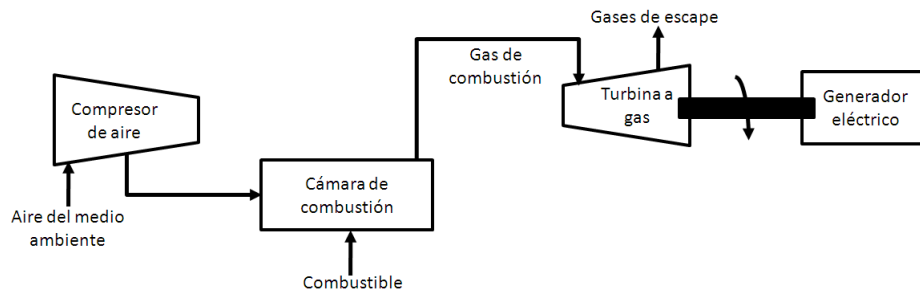 Gases de escape
Gas de
combustión
Compresor
de aire
Turbina a
gas
Generador
eléctrico
Cámara de
combustión
Aire del medio
ambiente
Combustible